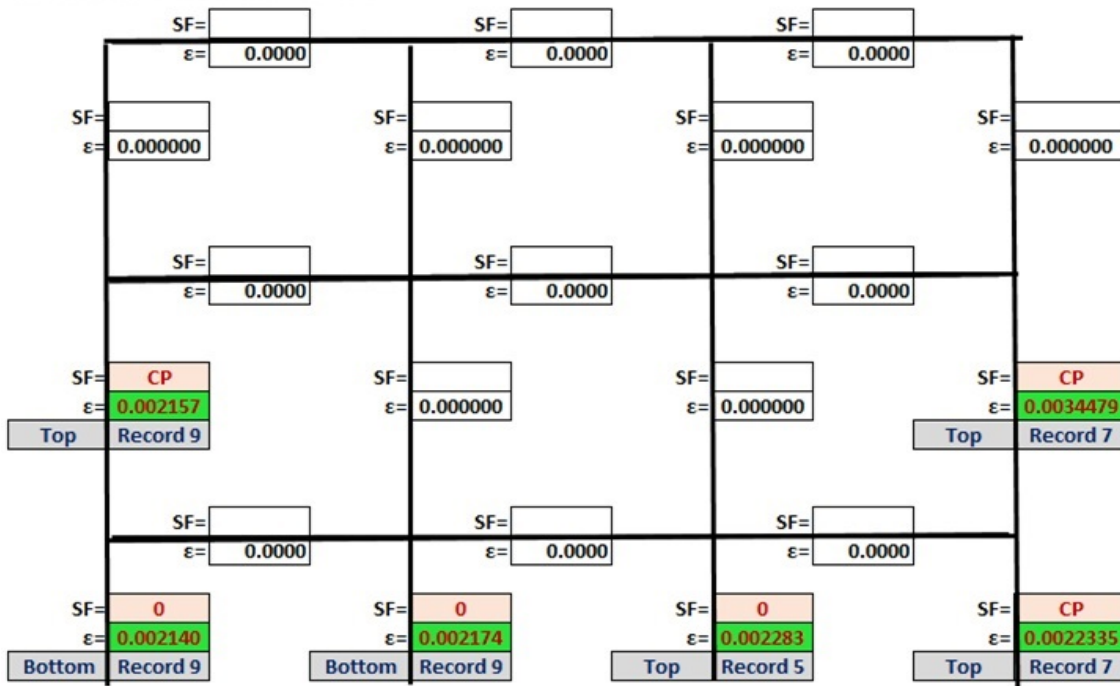 SF= SF= SF=
ε= 0.0000 ε= 0.0000 ε= 0.0000
SF= SF= SF= SF=
ε= 0.000000 ε= 0.000000 ε= 0.000000 ε= 0.000000
SF= SF= SF=
ε= 0.0000 ε= 0.0000 ε= 0.0000
SF= CP SF= SF= SF= CP
ε= 0.002157 ε= 0.000000 ε= 0.000000 ε= 0.0034479
Top Record 9 Top Record 7
SF= SF= SF=
ε= 0.0000 ε= 0.0000 ε= 0.0000
SF= 0 SF= 0 SF= 0 SF= CP
ε= 0.002140 ε= 0.002174 ε= 0.002283 ε= 0.0022335
Bottom Record 9 Bottom Record 9 Top Record 5 Top Record 7